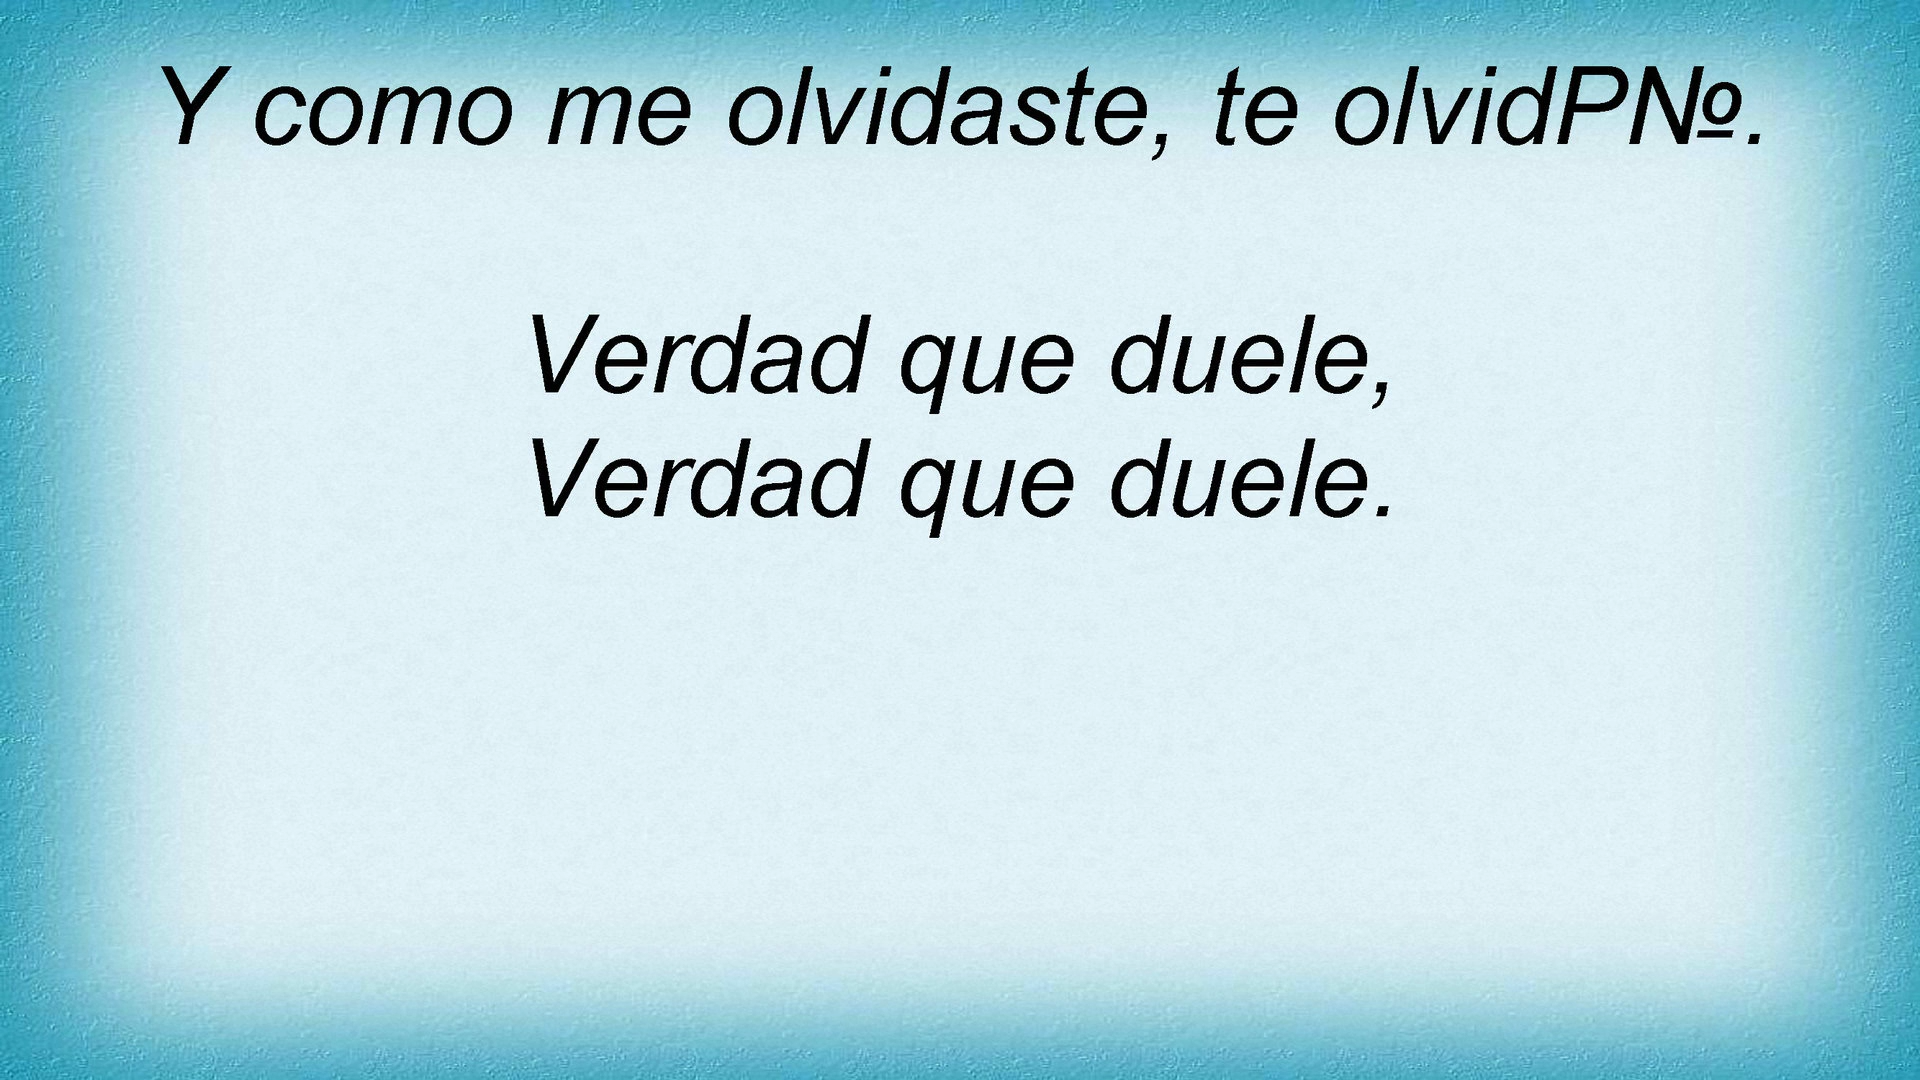 Y como me olvidaste, te olvidP№.
Verdad que duele,
Verdad que duele.